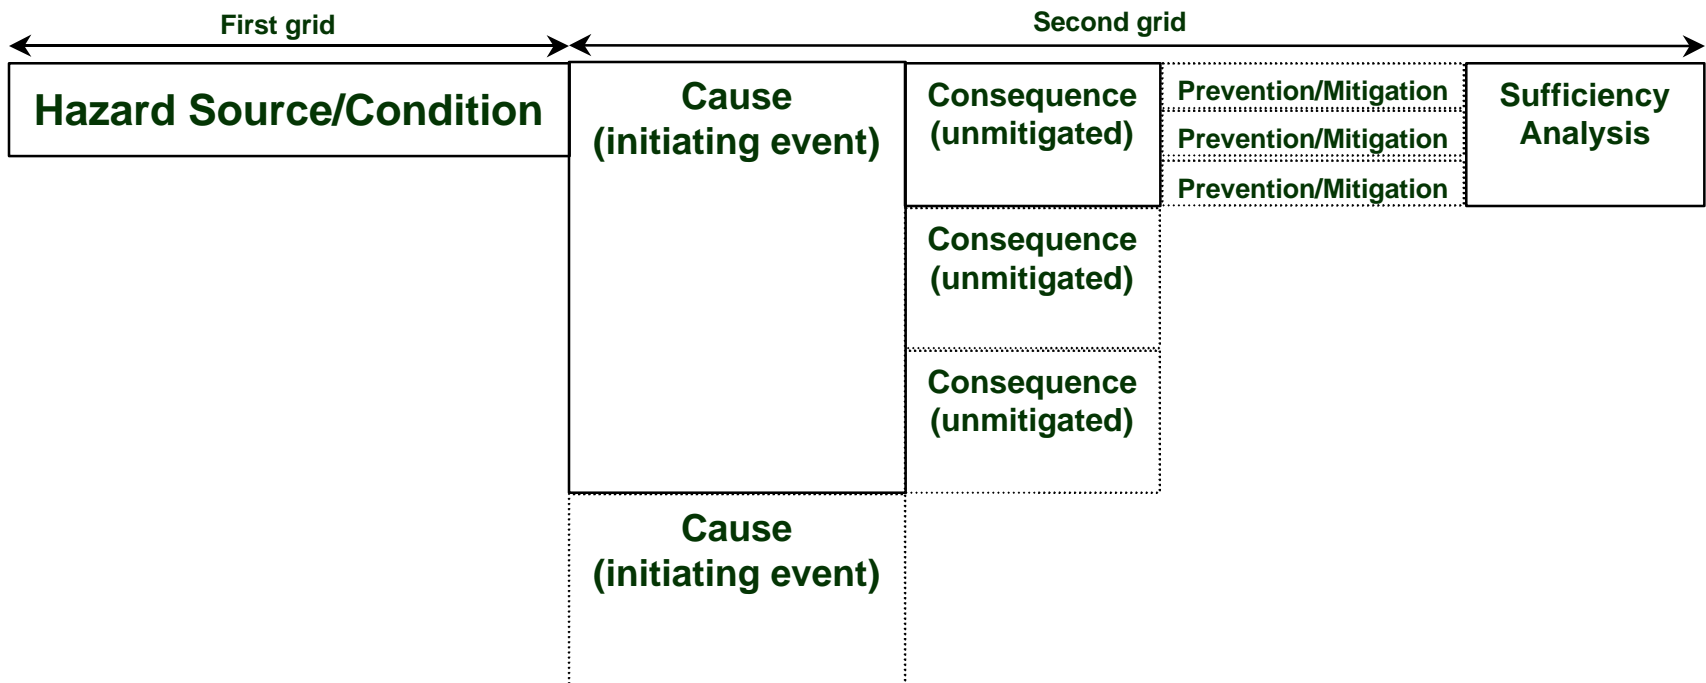 First grid
Second grid
Hazard Source/Condition
Cause
(initiating event)
Consequence
(unmitigated)
Prevention/Mitigation
Prevention/Mitigation
Prevention/Mitigation
Sufficiency
Analysis
Consequence
(unmitigated)
Consequence
(unmitigated)
Cause
(initiating event)